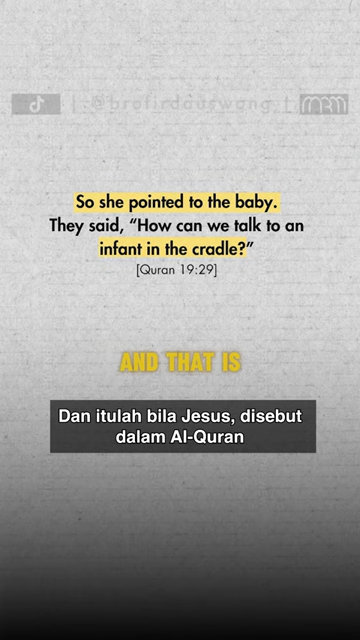 @brofirdauswong
So she pointed to the baby.
They said, “How can we talk to an
infant in the cradle?”
[Quran 19:29]
AND THAT IS
Dan itulah bila Jesus, disebut
dalam Al-Quran